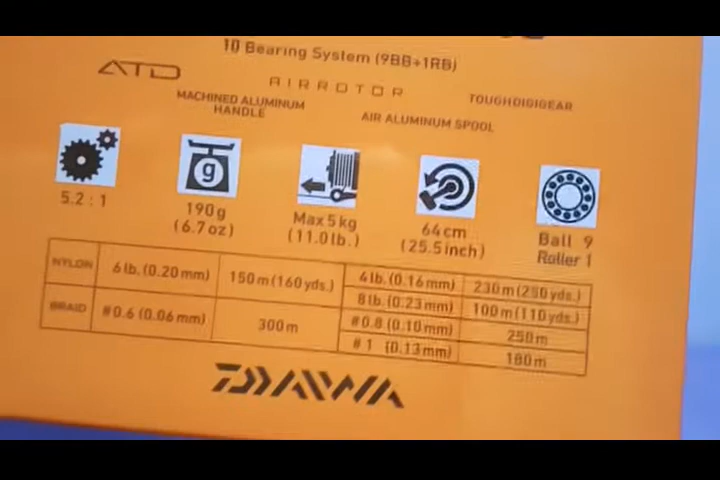 10 Bearing System (9BB+1RB)
ATD
AIRROTOR
TOUGHDIGIGEAR
MACHINED ALUMINUM
HANDLE
AIR ALUMINUM SPOOL
g
5.2 : 1
190g
(6.7oz)
Max5kg
(11.0lb.)
64cm
(25.5inch)
Ball 9
Roller 1
NYLON 6lb.(0.20mm) 150m(160yds.) 4lb.(0.16mm) 230m(250yds.)
8lb.(0.23mm) 100m(110yds.)
BRAID #0.6(0.06mm) 300m #0.8(0.10mm) 250m
#1 (0.13mm) 180m
DAIWA